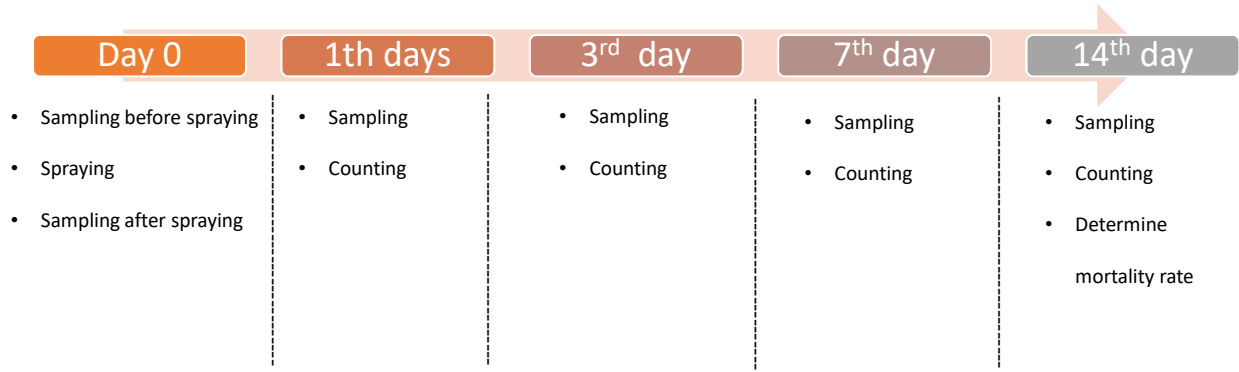 Day 0
1th days
3rd day
7th day
14th day
• Sampling before spraying
• Spraying
• Sampling after spraying
• Sampling
• Counting
• Sampling
• Counting
• Sampling
• Counting
• Sampling
• Counting
• Determine
mortality rate